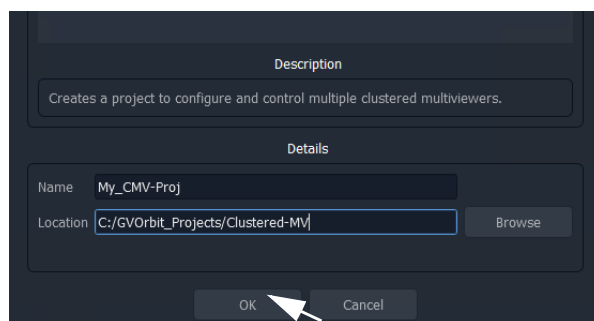 Description
Creates a project to configure and control multiple clustered multiviewers.
Details
Name My_CMV-Proj
Location C:/GVOrbit_Projects/Clustered-MV Browse
OK Cancel